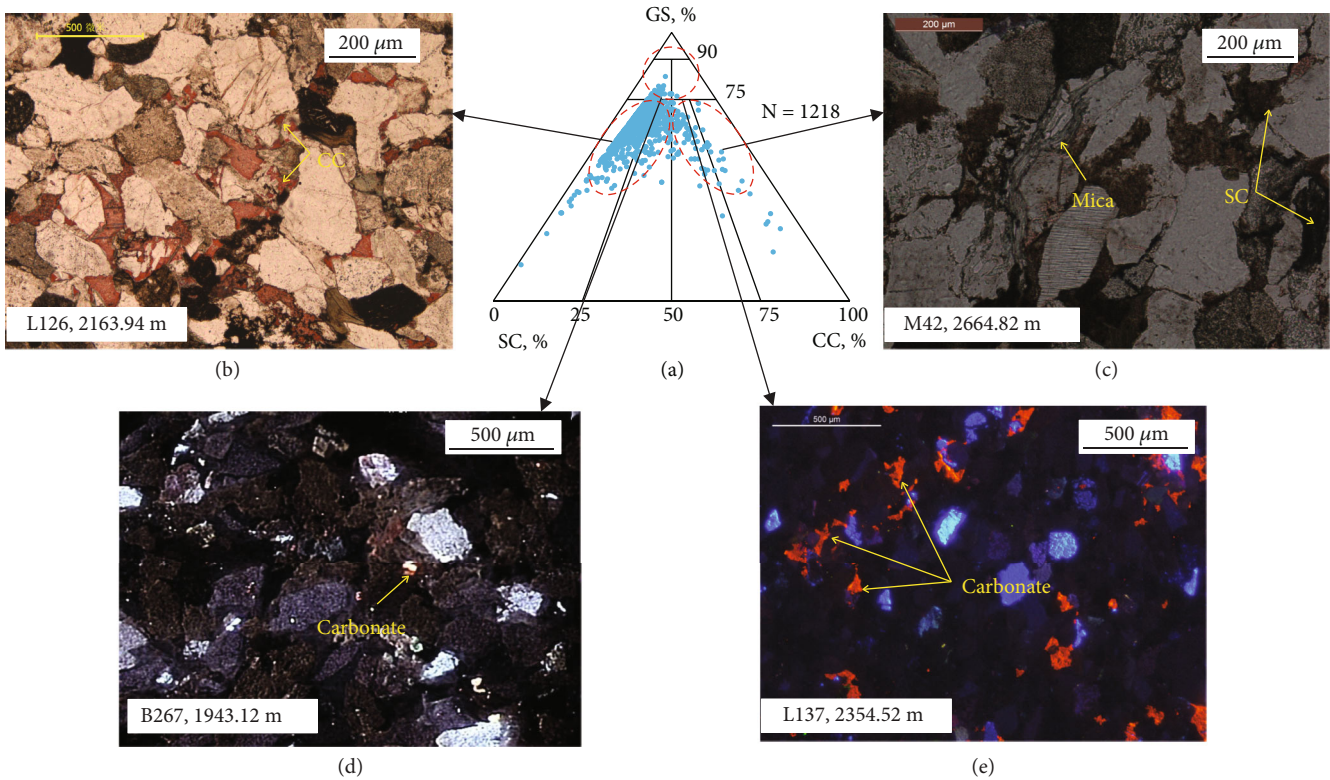 500 微米
200 μm
CC
L126, 2163.94 m
(b)
GS, %
90
75
N = 1218
0
25
50
75
100
SC, %
CC, %
(a)
200 μm
200 μm
Mica
SC
M42, 2664.82 m
(c)
500 μm
Carbonate
B267, 1943.12 m
(d)
500 μm
500 μm
Carbonate
L137, 2354.52 m
(e)